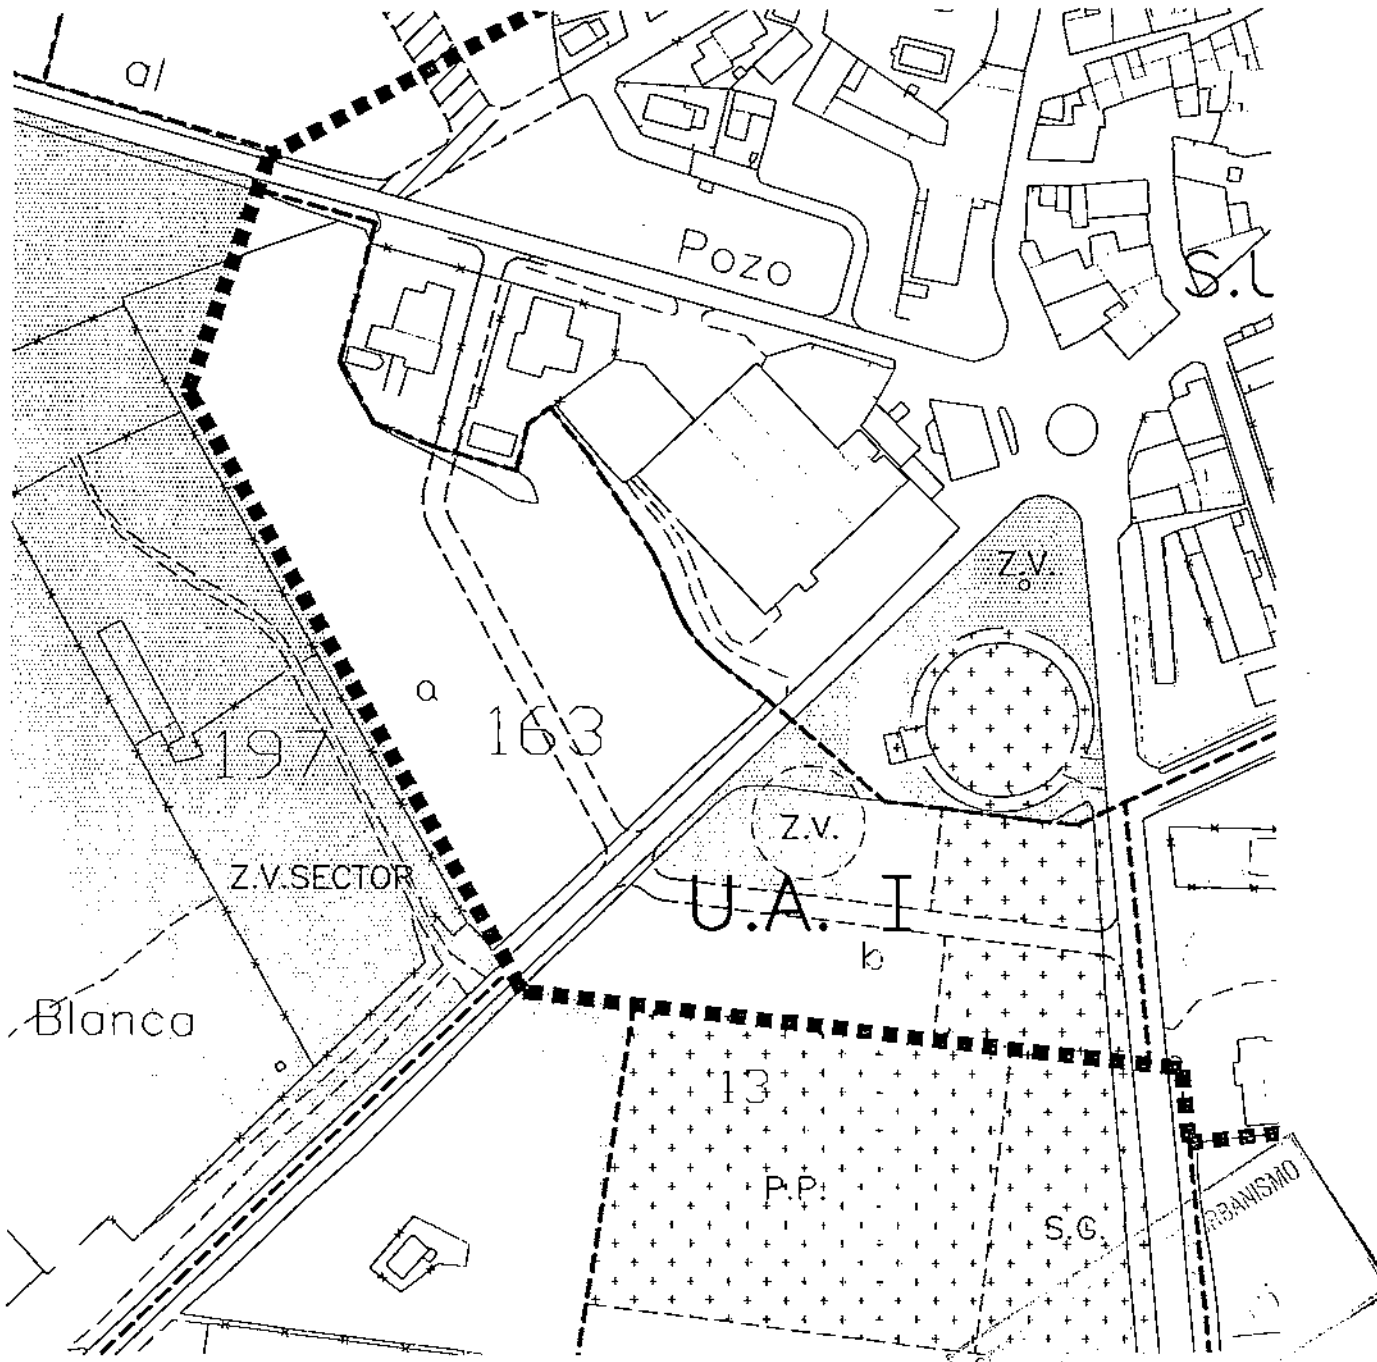 al
Pozo
S.U
Z.V.
a
163
197
Z.V.
Z.V.SECTOR
U.A. I
b
Blanca
13
P.P.
S.G.
URBANISMO